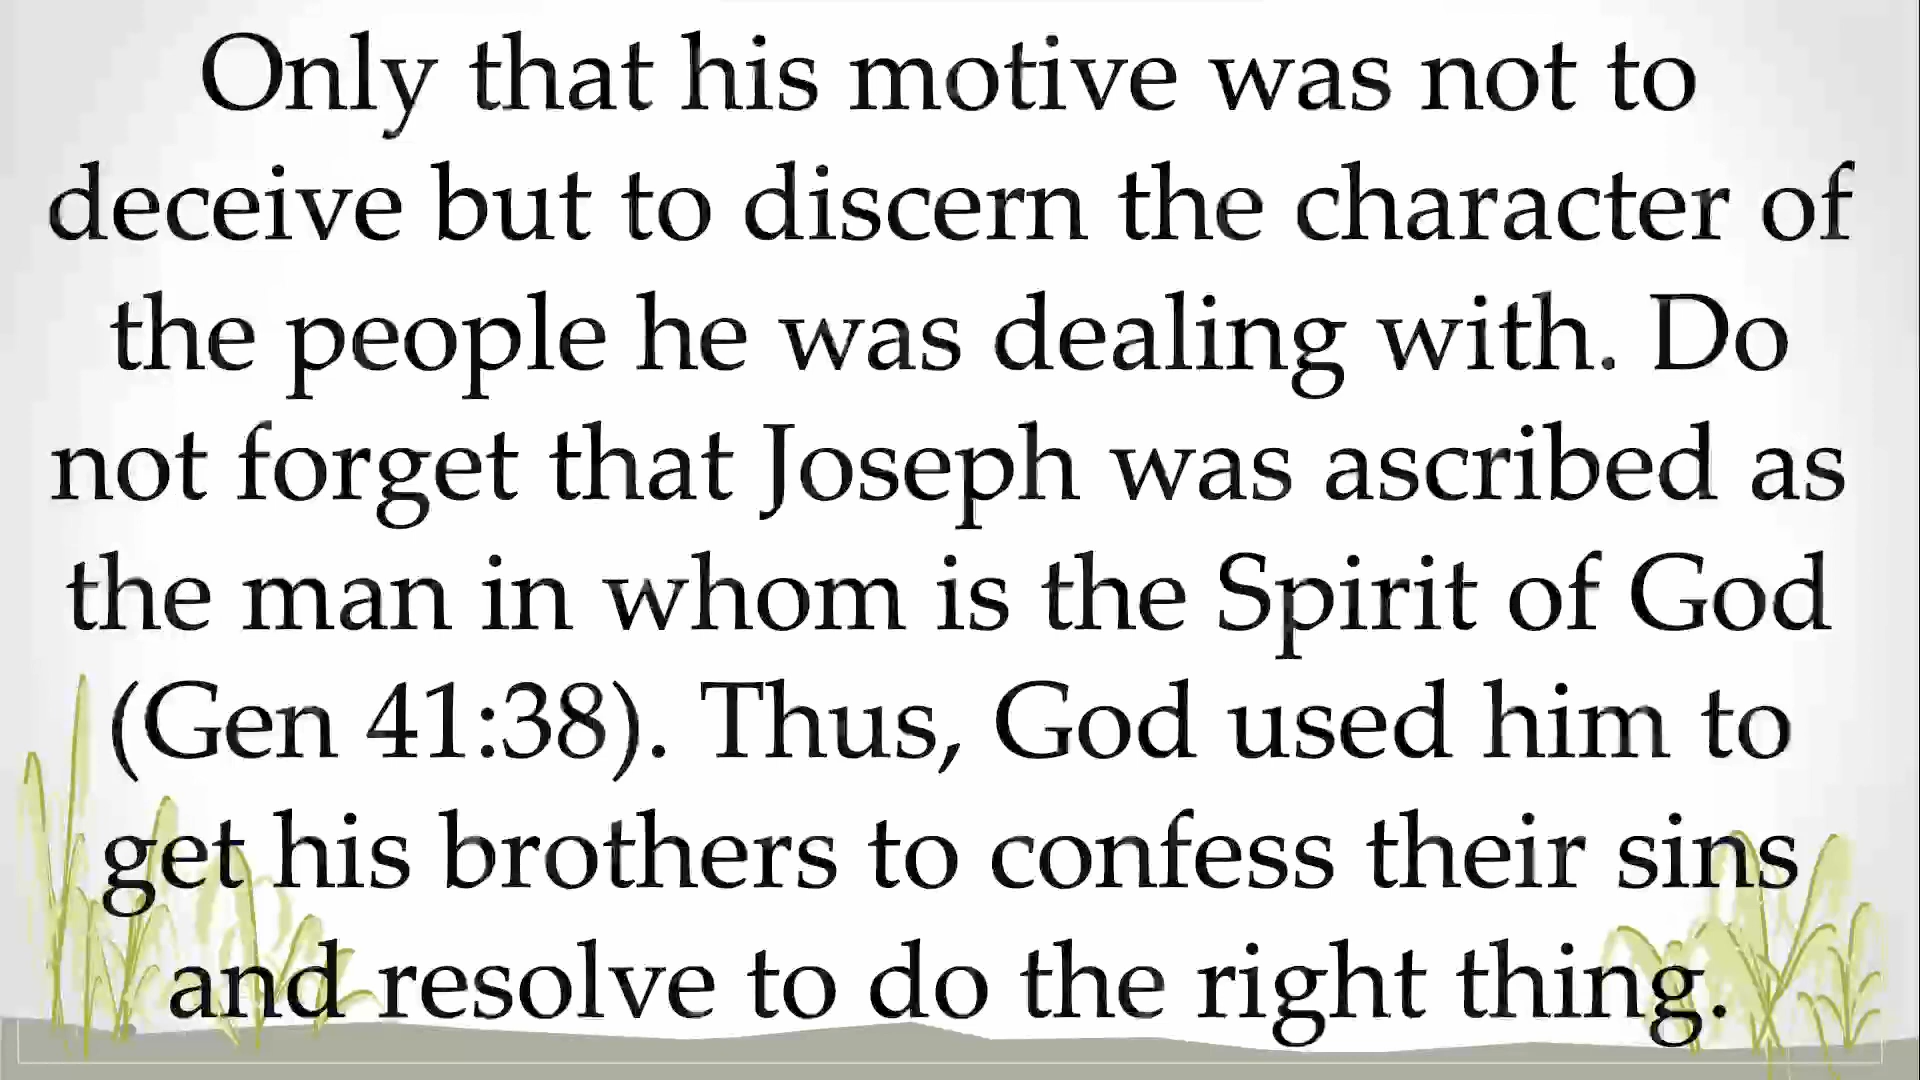 Only that his motive was not to
deceive but to discern the character of
the people he was dealing with. Do
not forget that Joseph was ascribed as
the man in whom is the Spirit of God
(Gen 41:38). Thus, God used him to
get his brothers to confess their sins
and resolve to do the right thing.